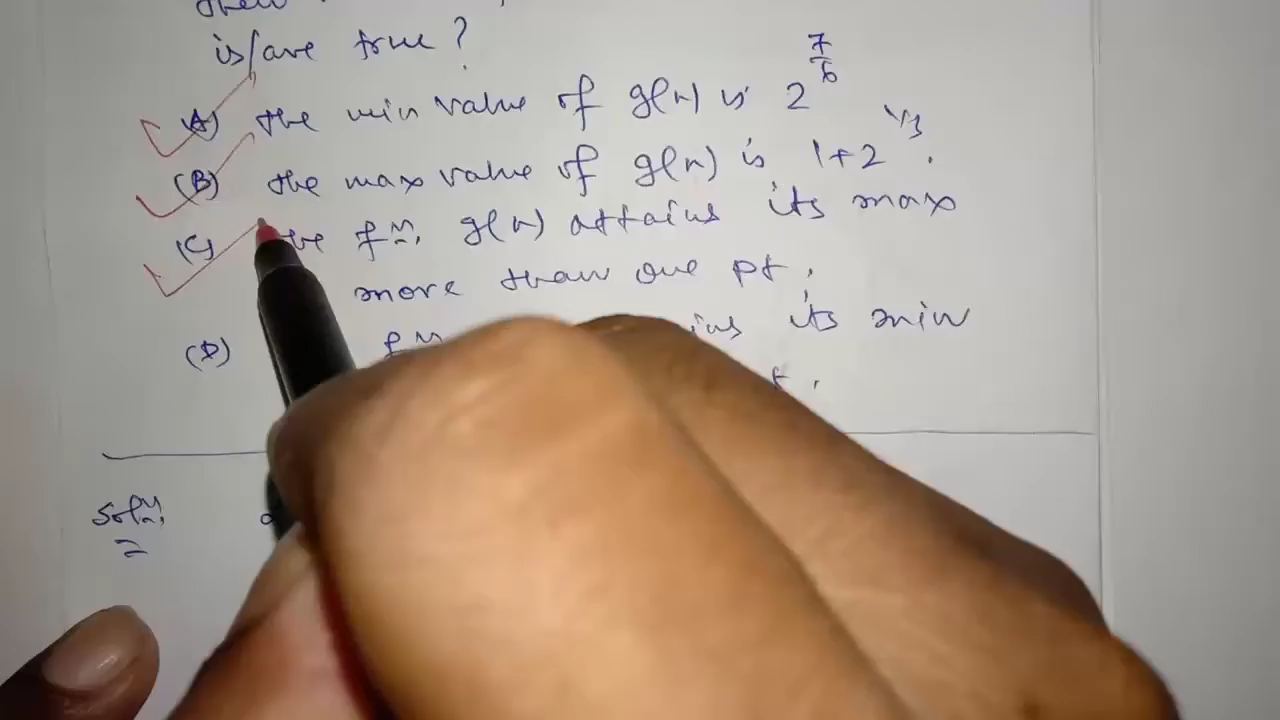 is/are true?
(A) the min value of g(x) is 2^{7/6}
(B) the max value of g(x) is 1+2^{1/3}.
(C) fn. g(x) attains its max
more than one pt.
(D) fn its min
Soln.